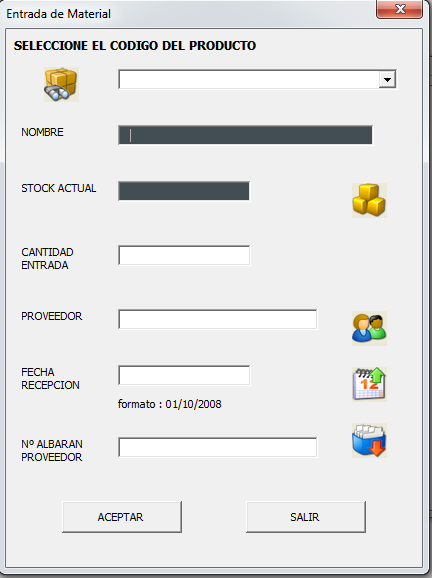 Entrada de Material
SELECCIONE EL CODIGO DEL PRODUCTO
NOMBRE
STOCK ACTUAL
CANTIDAD
ENTRADA
PROVEEDOR
FECHA
RECEPCION
12
formato : 01/10/2008
Nº ALBARAN
PROVEEDOR
ACEPTAR
SALIR